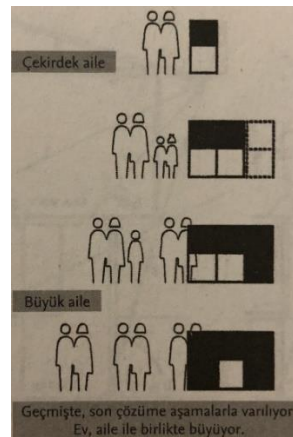 Çekirdek aile
Büyük aile
Geçmişte, son çözüme aşamalarla varılıyor
Ev, aile ile birlikte büyüyor.